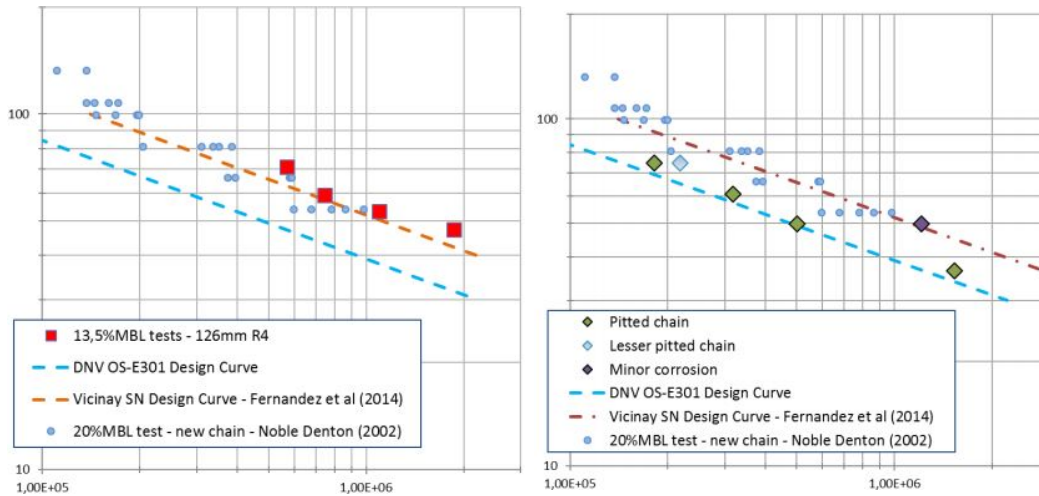 100
13,5%MBL tests - 126mm R4
DNV OS-E301 Design Curve
Vicinay SN Design Curve - Fernandez et al (2014)
20%MBL test - new chain - Noble Denton (2002)
10
1,00E+05
1,00E+06
100
Pitted chain
Lesser pitted chain
Minor corrosion
DNV OS-E301 Design Curve
Vicinay SN Design Curve - Fernandez et al (2014)
20%MBL test - new chain - Noble Denton (2002)
10
1,00E+05
1,00E+06